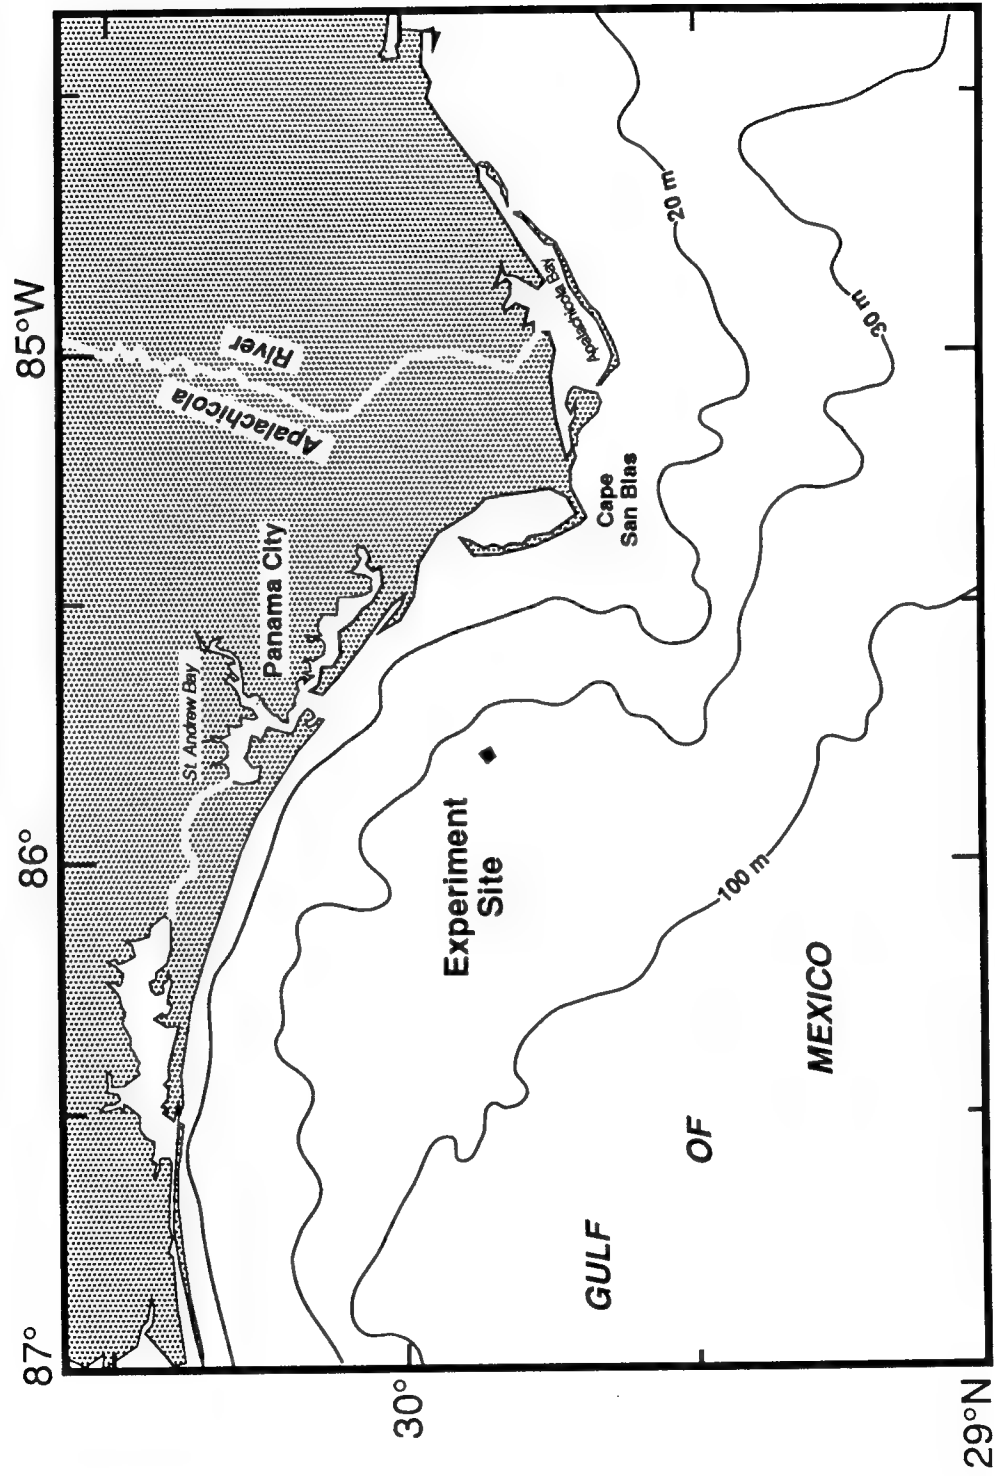 87°
86°
85°W
St. Andrew Bay
Panama City
Apalachicola
River
Apalachicola Bay
Cape
San Blas
30°
Experiment
Site
20 m
30 m
100 m
GULF
OF
MEXICO
29°N